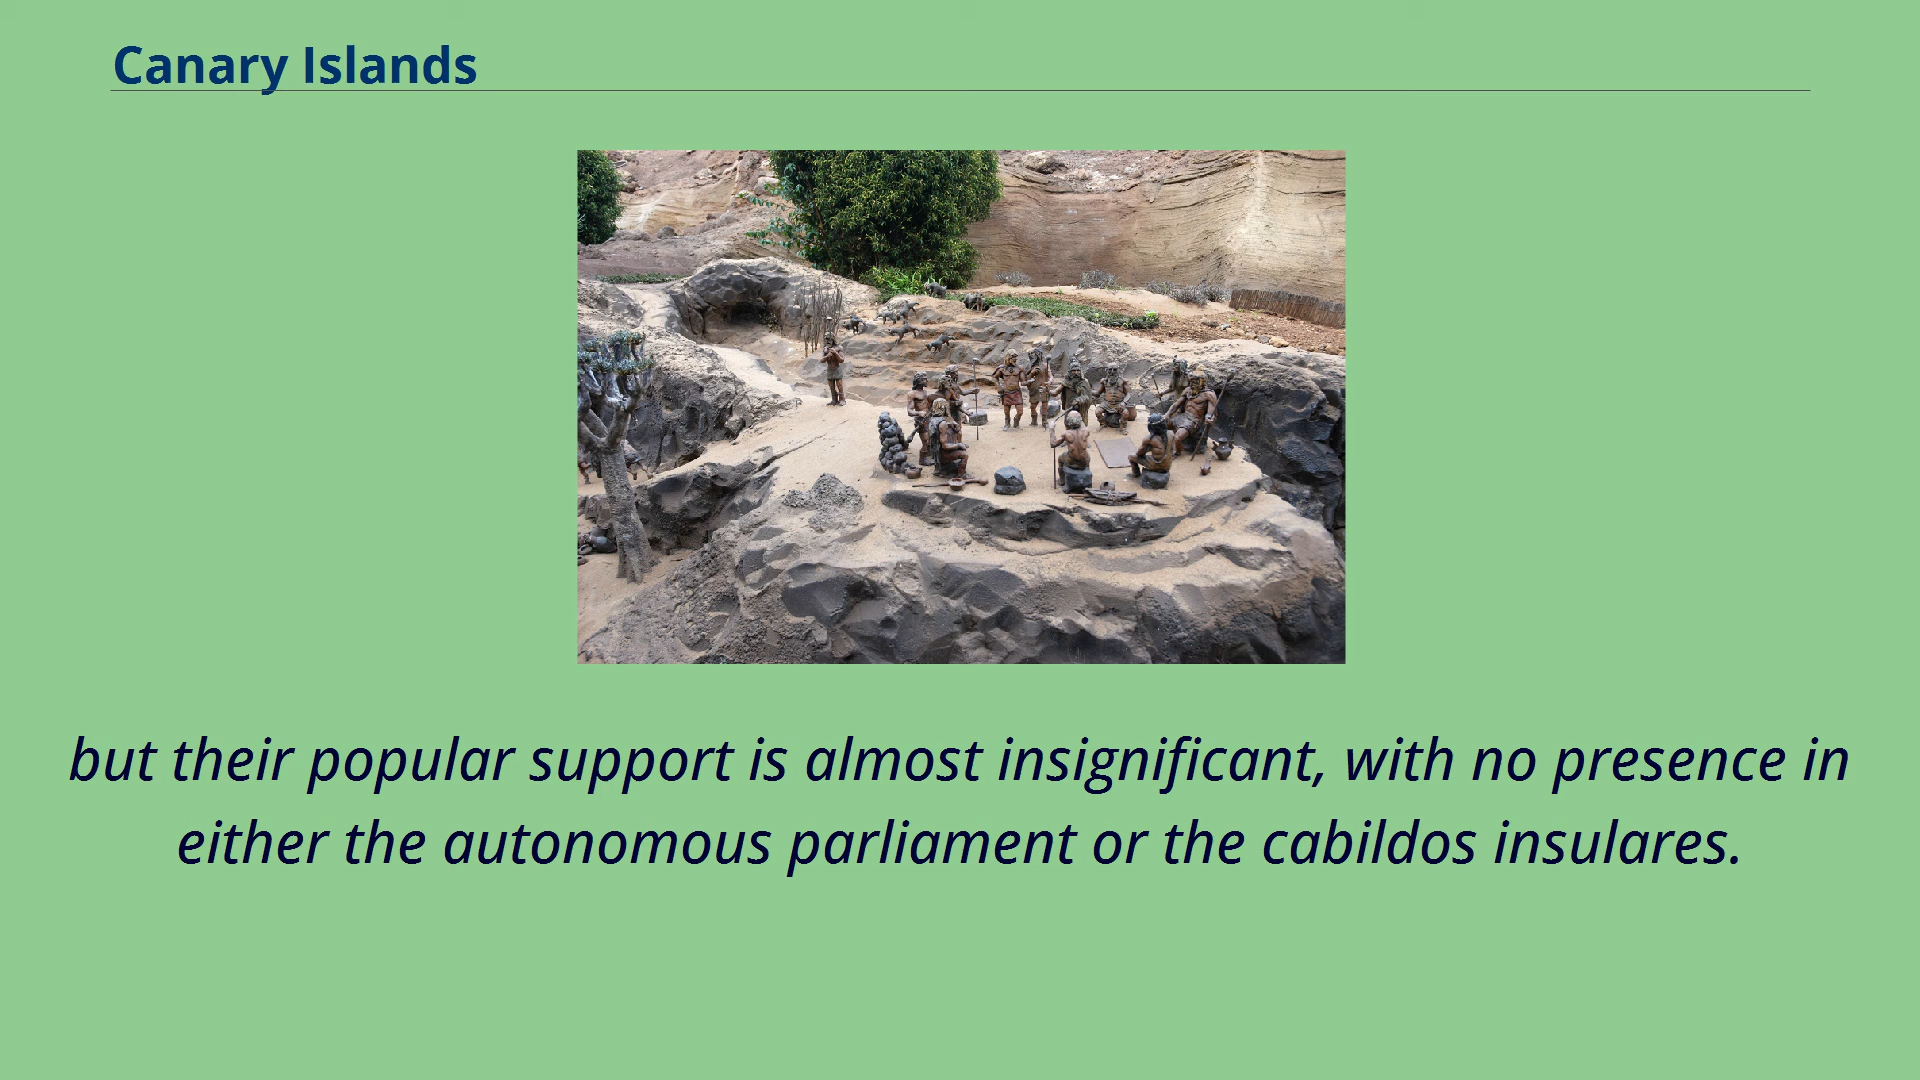 Canary Islands
but their popular support is almost insignificant, with no presence in
either the autonomous parliament or the cabildos insulares.